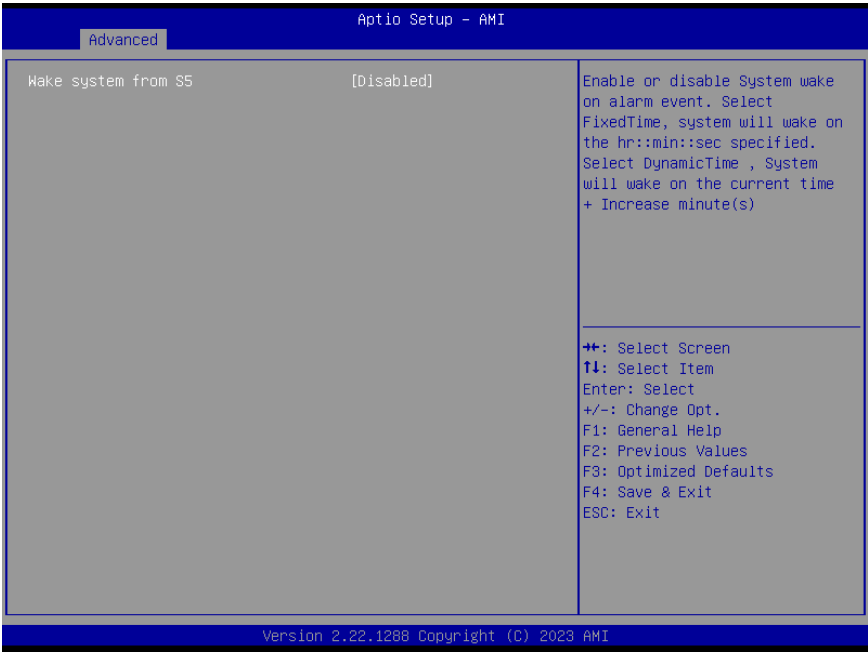 Aptio Setup – AMI
Advanced
Wake system from S5 [Disabled]
Enable or disable System wake
on alarm event. Select
FixedTime, system will wake on
the hr::min::sec specified.
Select DynamicTime , System
will wake on the current time
+ Increase minute(s)
→←: Select Screen
↑↓: Select Item
Enter: Select
+/-: Change Opt.
F1: General Help
F2: Previous Values
F3: Optimized Defaults
F4: Save & Exit
ESC: Exit
Version 2.22.1288 Copyright (C) 2023 AMI